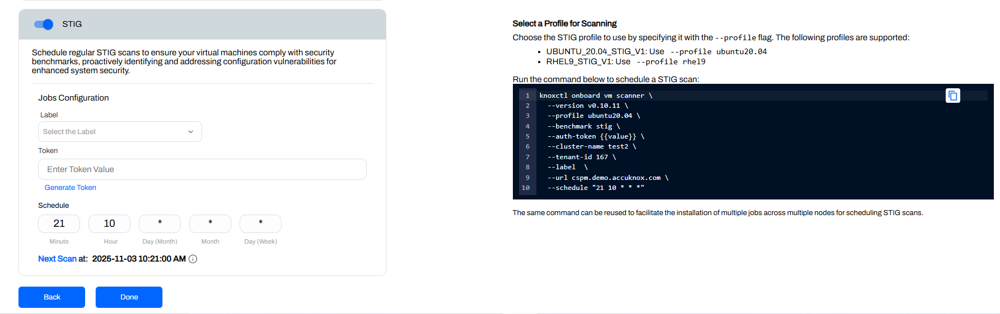 STIG
Schedule regular STIG scans to ensure your virtual machines comply with security
benchmarks, proactively identifying and addressing configuration vulnerabilities for
enhanced system security.
Jobs Configuration
Label
Select the Label
Token
Enter Token Value
Generate Token
Schedule
21 10 * * *
Minute Hour Day (Month) Month Day (Week)
Next Scan at: 2025-11-03 10:21:00 AM
Back Done
Select a Profile for Scanning
Choose the STIG profile to use by specifying it with the --profile flag. The following profiles are supported:
• UBUNTU_20.04_STIG_V1: Use --profile ubuntu20.04
• RHEL9_STIG_V1: Use --profile rhel9
Run the command below to schedule a STIG scan:
1 knoxctl onboard vm scanner \
2 --version v0.10.11 \
3 --profile ubuntu20.04 \
4 --benchmark stig \
5 --auth-token {{value}} \
6 --cluster-name test2 \
7 --tenant-id 167 \
8 --label \
9 --url cspm.demo.accuknox.com \
10 --schedule "21 10 * * *"
The same command can be reused to facilitate the installation of multiple jobs across multiple nodes for scheduling STIG scans.